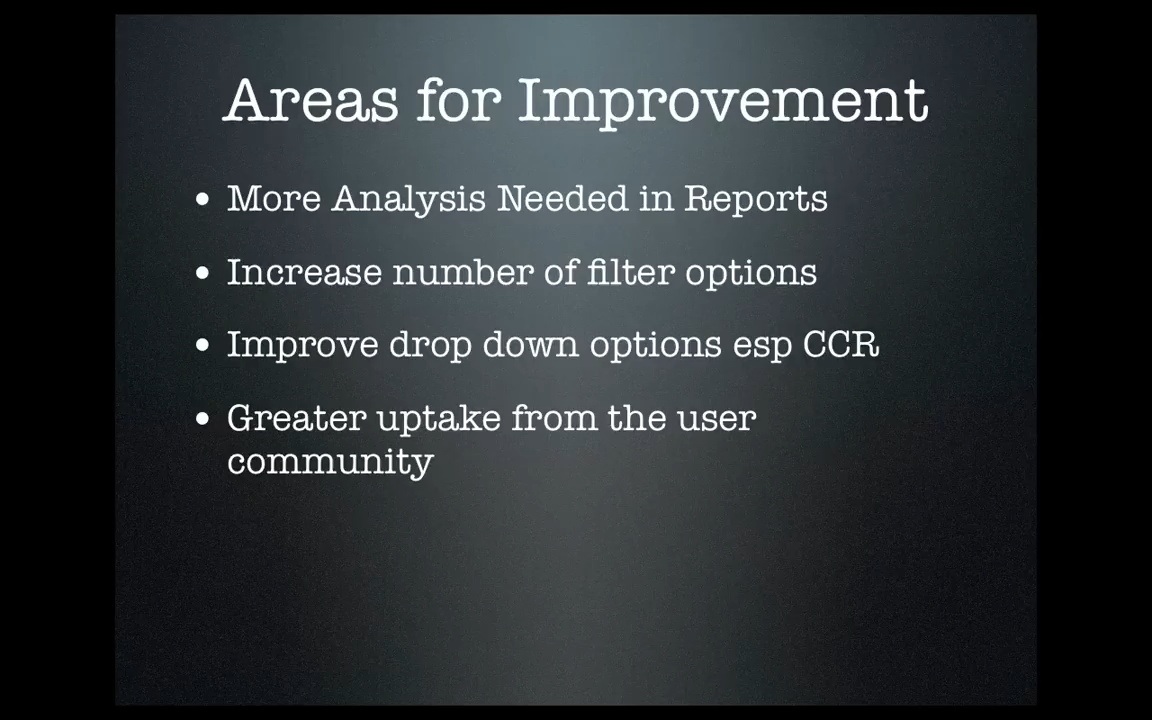 Areas for Improvement
• More Analysis Needed in Reports
• Increase number of filter options
• Improve drop down options esp CCR
• Greater uptake from the user
community